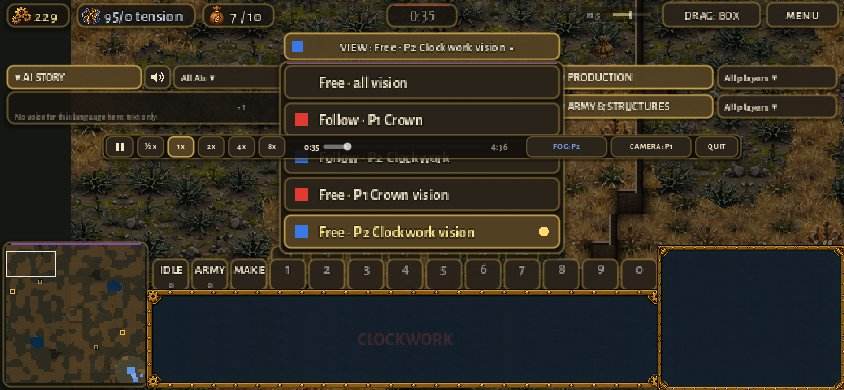 229
95/0 tension
7 /10
0:35
DRAG: BOX
MENU
VIEW: Free · P2 Clockwork vision
▾ AI STORY
All AIs ▾
Free · all vision
PRODUCTION
All players ▾
No voice for this language here: text only.
Follow · P1 Crown
ARMY & STRUCTURES
All players ▾
½x
1x
2x
4x
8x
0:35
4:36
FOG: P2
CAMERA: P1
QUIT
Follow · P2 Clockwork
Free · P1 Crown vision
Free · P2 Clockwork vision
IDLE
ARMY
MAKE
1
2
3
4
5
6
7
8
9
0
CLOCKWORK